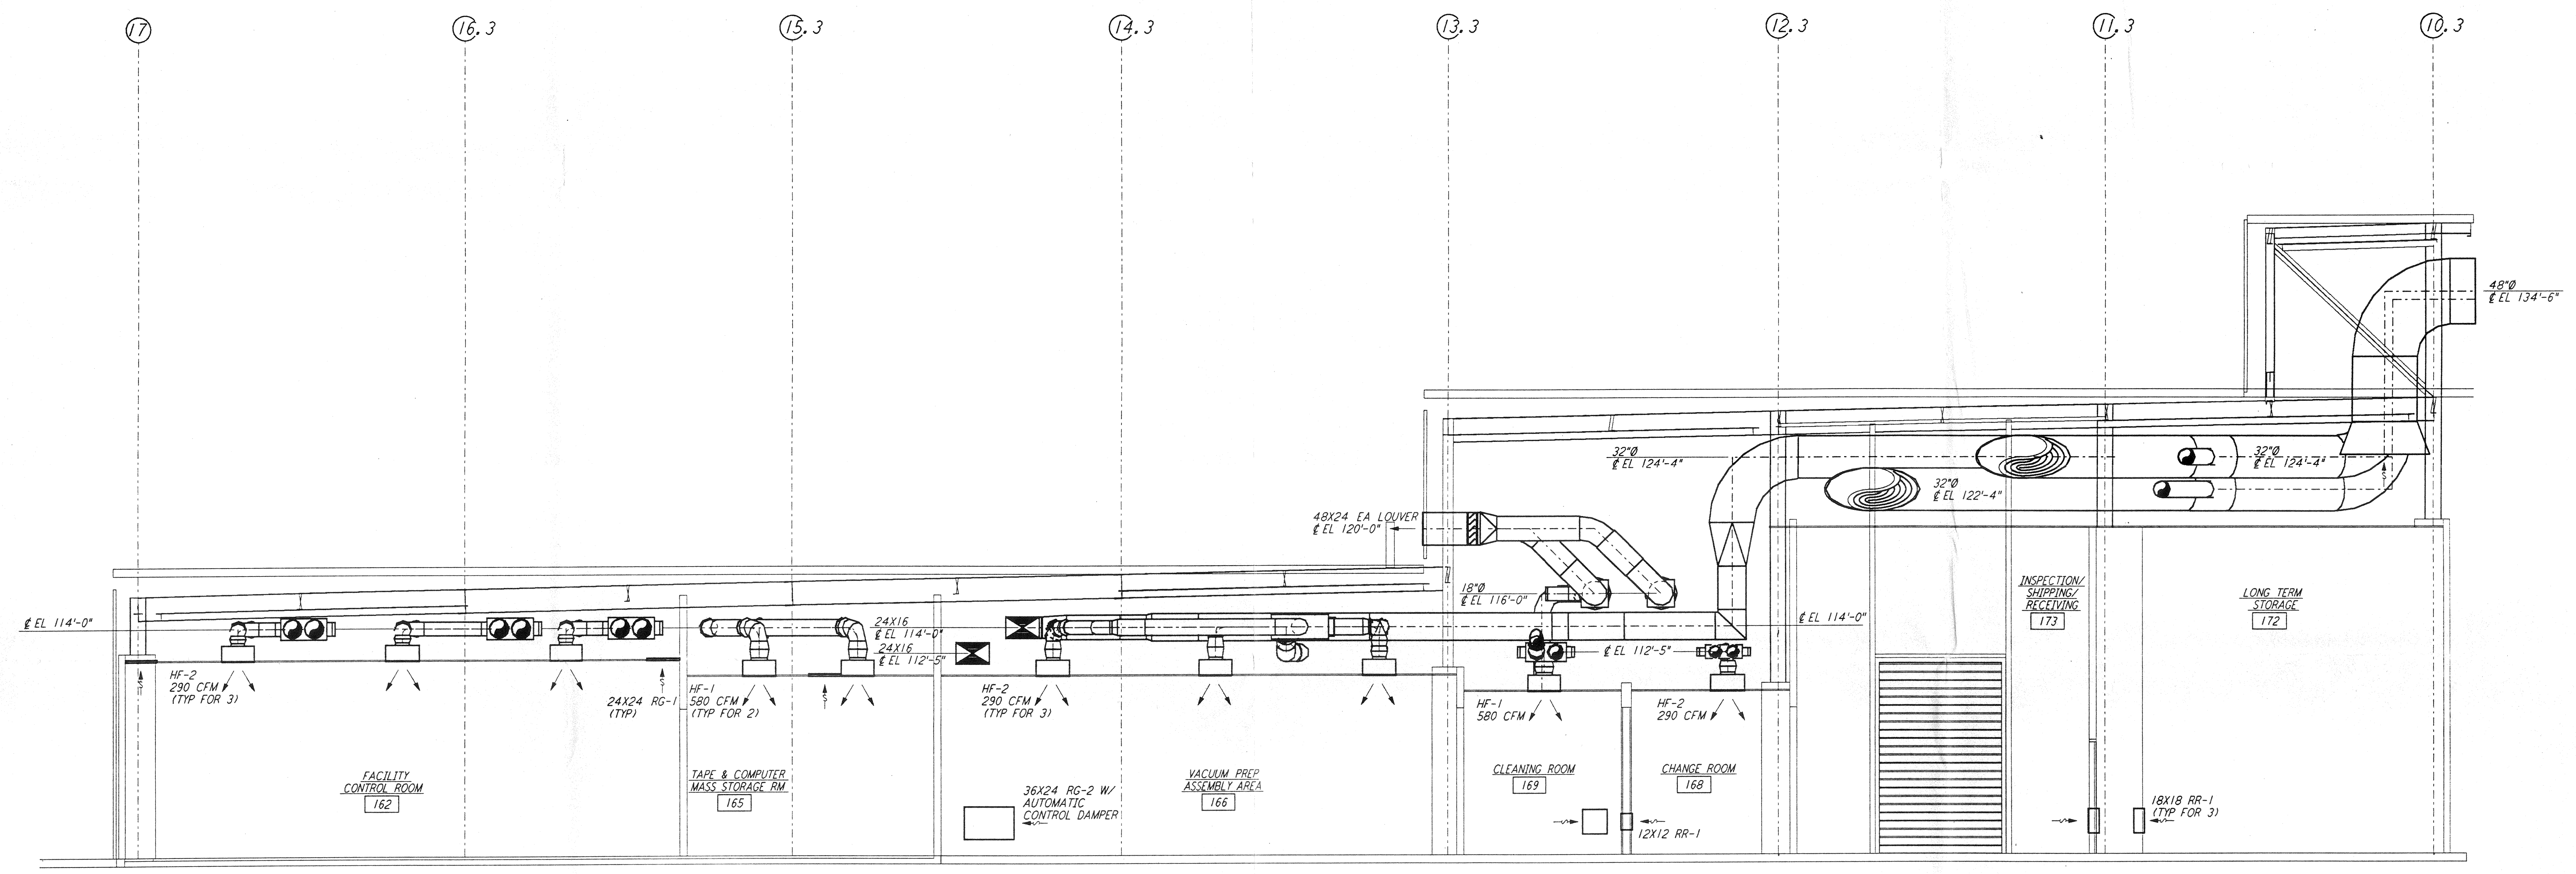 17
16.3
15.3
14.3
13.3
12.3
11.3
10.3
48"Ø
℄ EL 134'-6"
32"Ø
℄ EL 124'-4"
32"Ø
℄ EL 124'-4"
32"Ø
℄ EL 122'-4"
48X24 EA LOUVER
℄ EL 120'-0"
18"Ø
℄ EL 116'-0"
℄ EL 114'-0"
24X16
℄ EL 114'-0"
24X16
℄ EL 112'-5"
℄ EL 114'-0"
℄ EL 112'-5"
HF-2
290 CFM
(TYP FOR 3)
24X24 RG-1
(TYP)
HF-1
580 CFM
(TYP FOR 2)
HF-2
290 CFM
(TYP FOR 3)
HF-1
580 CFM
HF-2
290 CFM
INSPECTION/
SHIPPING/
RECEIVING
173
LONG TERM
STORAGE
172
FACILITY
CONTROL ROOM
162
TAPE & COMPUTER
MASS STORAGE RM
165
VACUUM PREP
ASSEMBLY AREA
166
CLEANING ROOM
169
CHANGE ROOM
168
36X24 RG-2 W/
AUTOMATIC
CONTROL DAMPER
12X12 RR-1
18X18 RR-1
(TYP FOR 3)